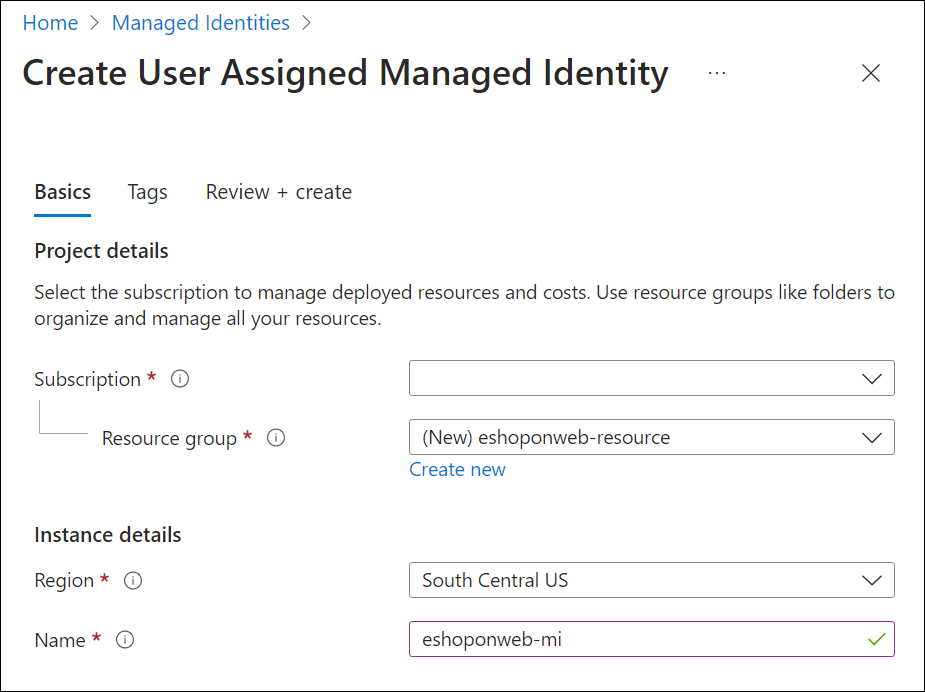 Home > Managed Identities >
Create User Assigned Managed Identity ...
Basics Tags Review + create
Project details
Select the subscription to manage deployed resources and costs. Use resource groups like folders to
organize and manage all your resources.
Subscription *
Resource group * (New) eshoponweb-resource
Create new
Instance details
Region * South Central US
Name * eshoponweb-mi